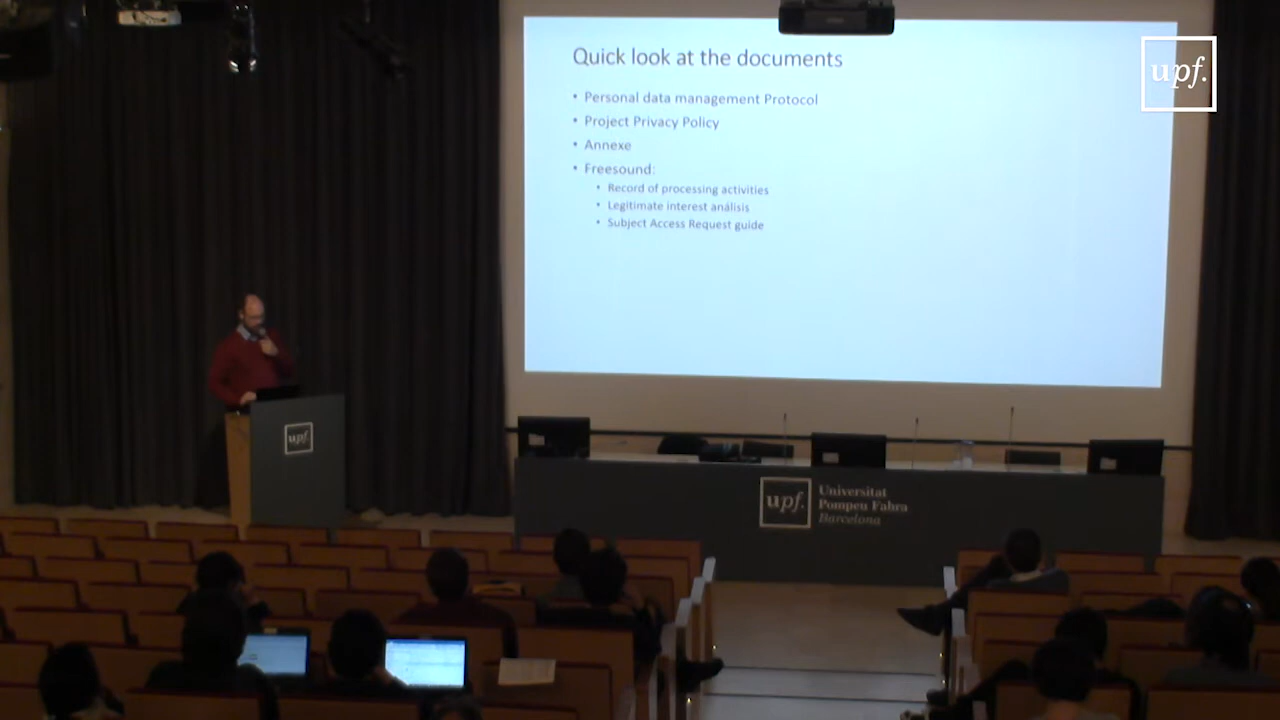 Quick look at the documents
• Personal data management Protocol
• Project Privacy Policy
• Annexe
• Freesound:
• Record of processing activities
• Legitimate interest análisis
• Subject Access Request guide
upf.
upf.
upf.
Universitat
Pompeu Fabra
Barcelona